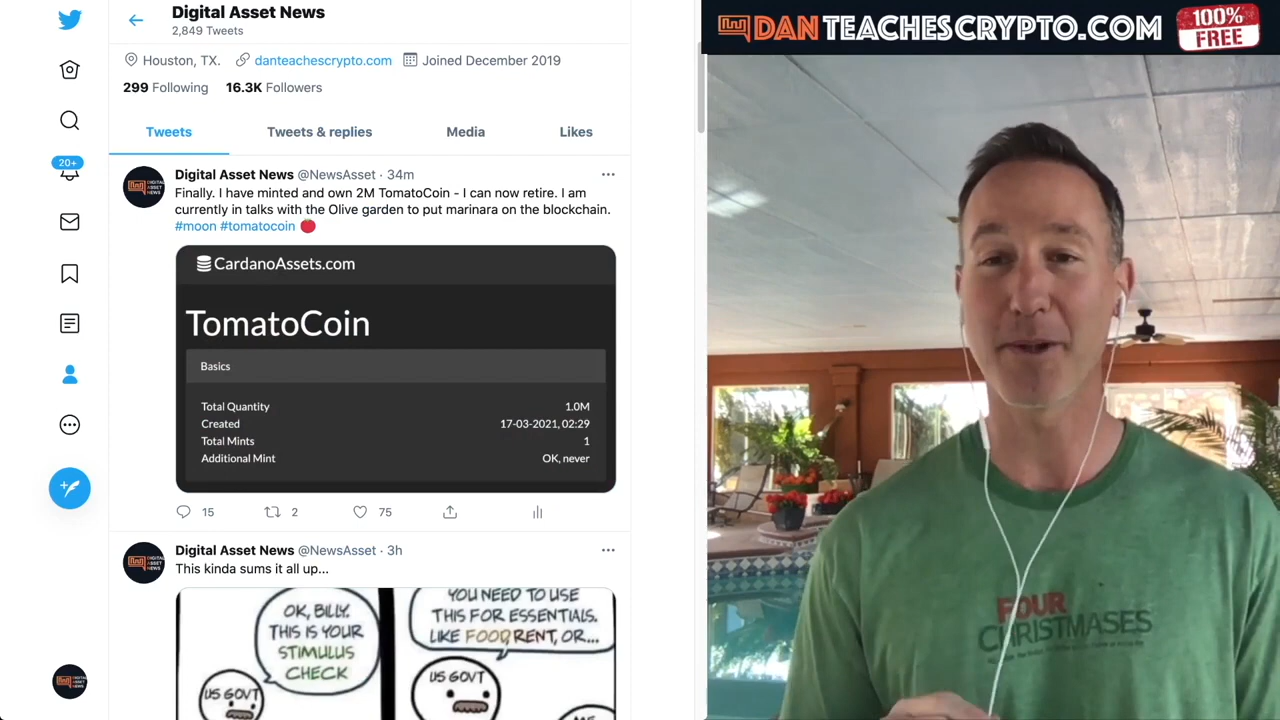 Digital Asset News
2,849 Tweets
Houston, TX. danteachescrypto.com Joined December 2019
299 Following 16.3K Followers
Tweets Tweets & replies Media Likes
20+
Digital Asset News @NewsAsset · 34m
Finally. I have minted and own 2M TomatoCoin - I can now retire. I am
currently in talks with the Olive garden to put marinara on the blockchain.
#moon #tomatocoin
CardanoAssets.com
TomatoCoin
Basics
Total Quantity 1.0M
Created 17-03-2021, 02:29
Total Mints 1
Additional Mint OK, never
15 2 75
Digital Asset News @NewsAsset · 3h
This kinda sums it all up...
OK, BILLY.
THIS IS YOUR
STIMULUS
CHECK
US GOVT
YOU NEED TO USE
THIS FOR ESSENTIALS.
LIKE FOOD, RENT, OR...
US GOVT
ME
DANTEACHESCRYPTO.COM
100%
FREE
FOUR
CHRISTMASES